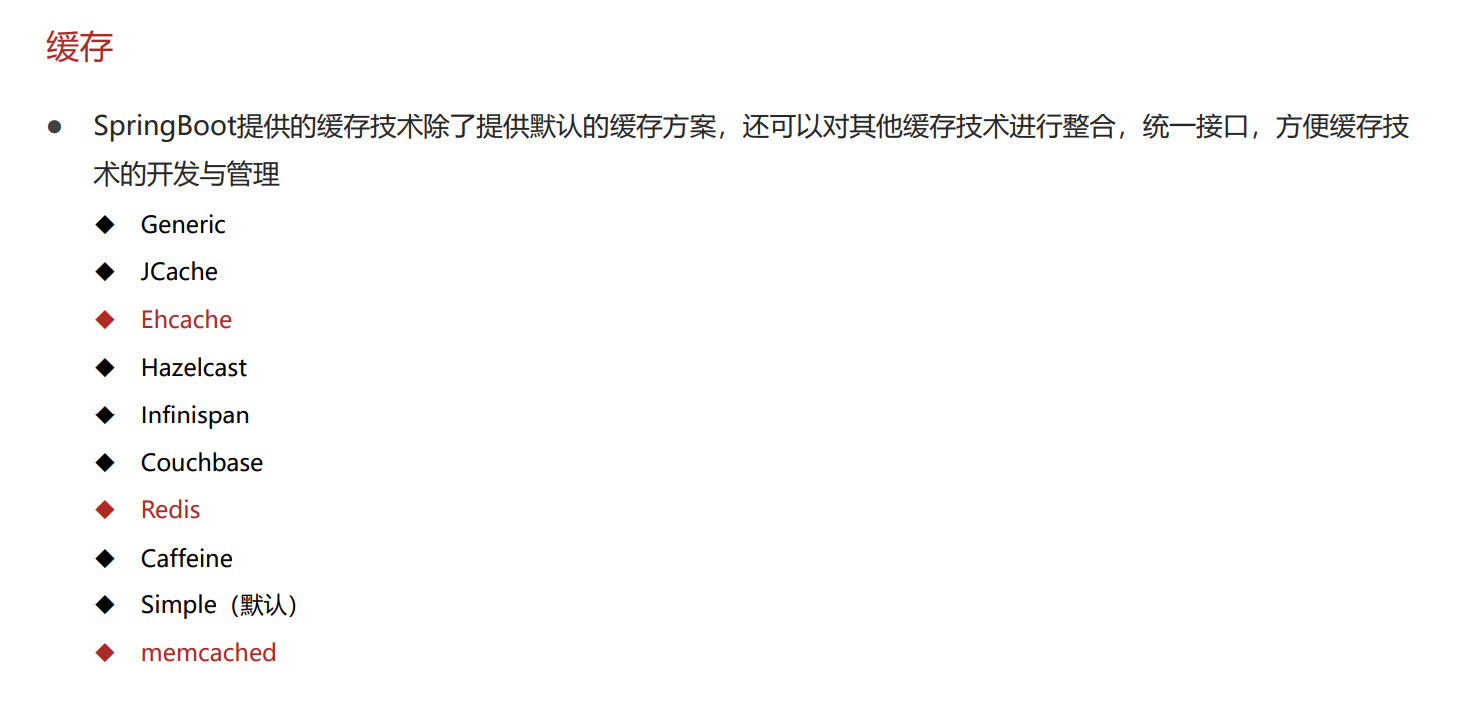 缓存
SpringBoot提供的缓存技术除了提供默认的缓存方案，还可以对其他缓存技术进行整合，统一接口，方便缓存技
术的开发与管理
Generic
JCache
Ehcache
Hazelcast
Infinispan
Couchbase
Redis
Caffeine
Simple（默认）
memcached